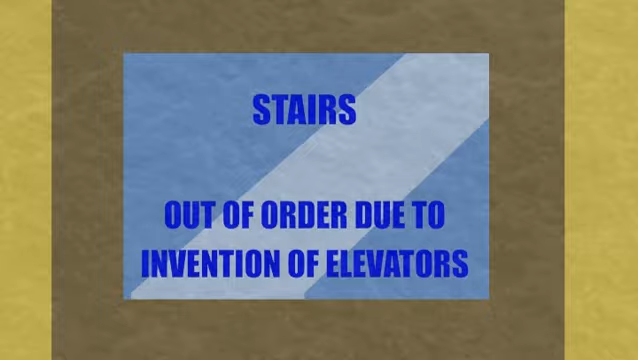 STAIRS
OUT OF ORDER DUE TO
INVENTION OF ELEVATORS